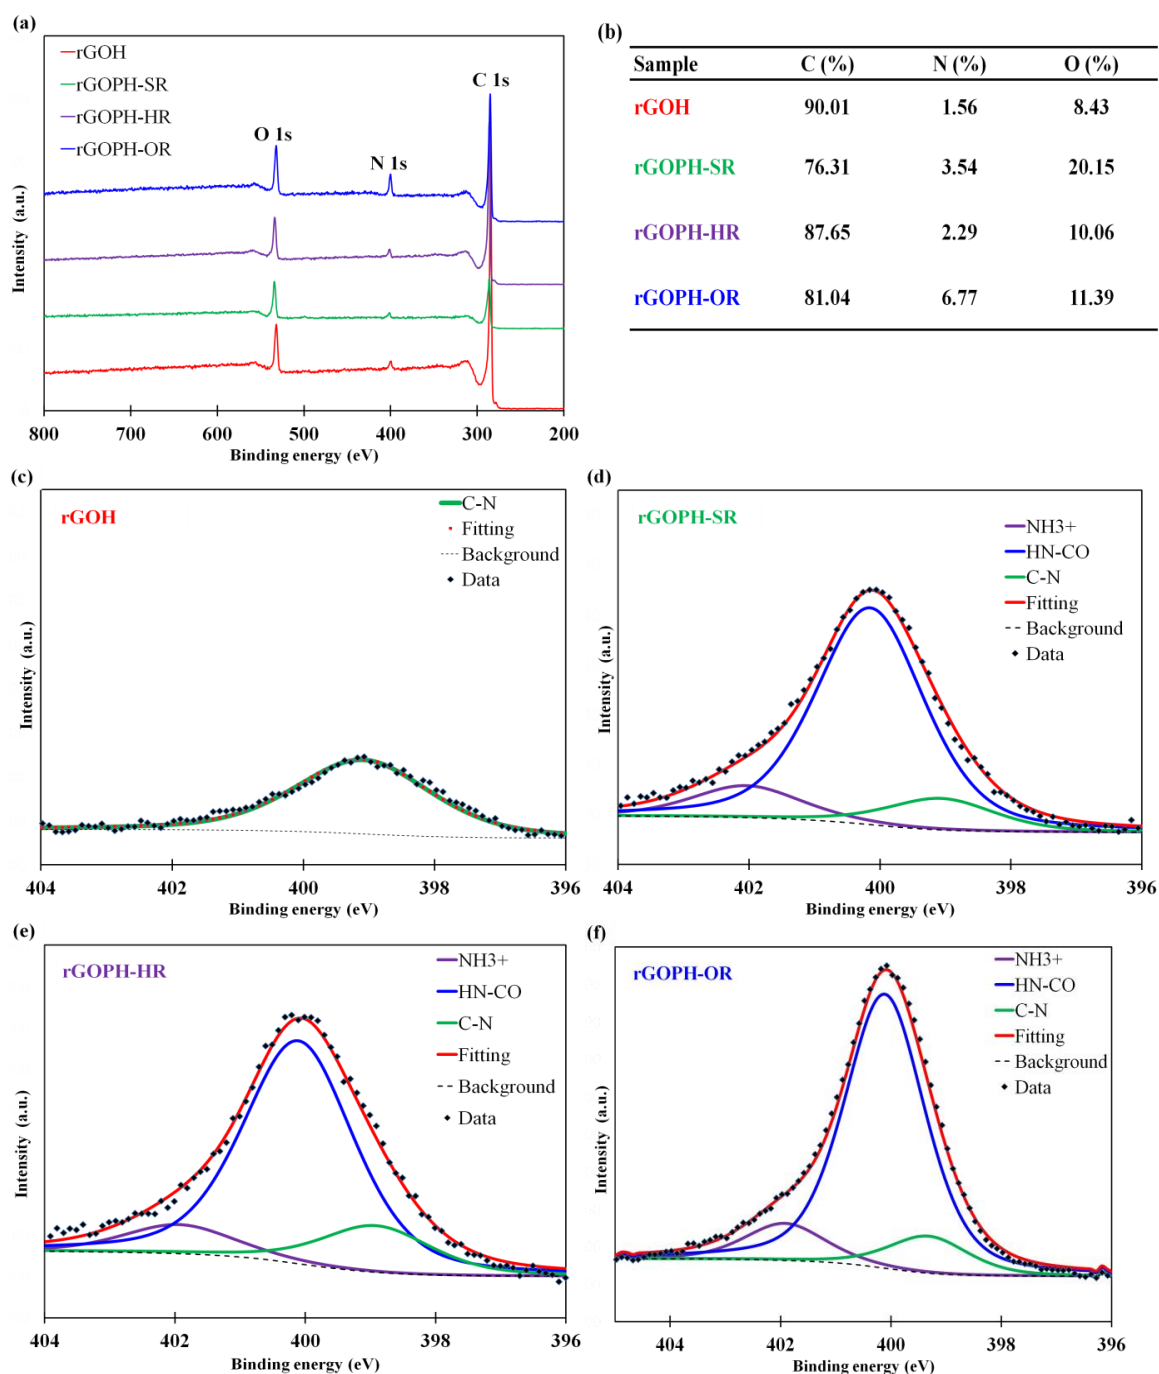 (a)
rGOH
rGOPH-SR
rGOPH-HR
rGOPH-OR
C 1s
O 1s
N 1s
Intensity (a.u.)
800 700 600 500 400 300 200
Binding energy (eV)
(b)
Sample C (%) N (%) O (%)
rGOH 90.01 1.56 8.43
rGOPH-SR 76.31 3.54 20.15
rGOPH-HR 87.65 2.29 10.06
rGOPH-OR 81.04 6.77 11.39
(c)
rGOH
C-N
Fitting
Background
Data
Intensity (a.u.)
404 402 400 398 396
Binding energy (eV)
(d)
rGOPH-SR
NH3+
HN-CO
C-N
Fitting
Background
Data
Intensity (a.u.)
404 402 400 398 396
Binding energy (eV)
(e)
rGOPH-HR
NH3+
HN-CO
C-N
Fitting
Background
Data
Intensity (a.u.)
404 402 400 398 396
Binding energy (eV)
(f)
rGOPH-OR
NH3+
HN-CO
C-N
Fitting
Background
Data
Intensity (a.u.)
404 402 400 398 396
Binding energy (eV)